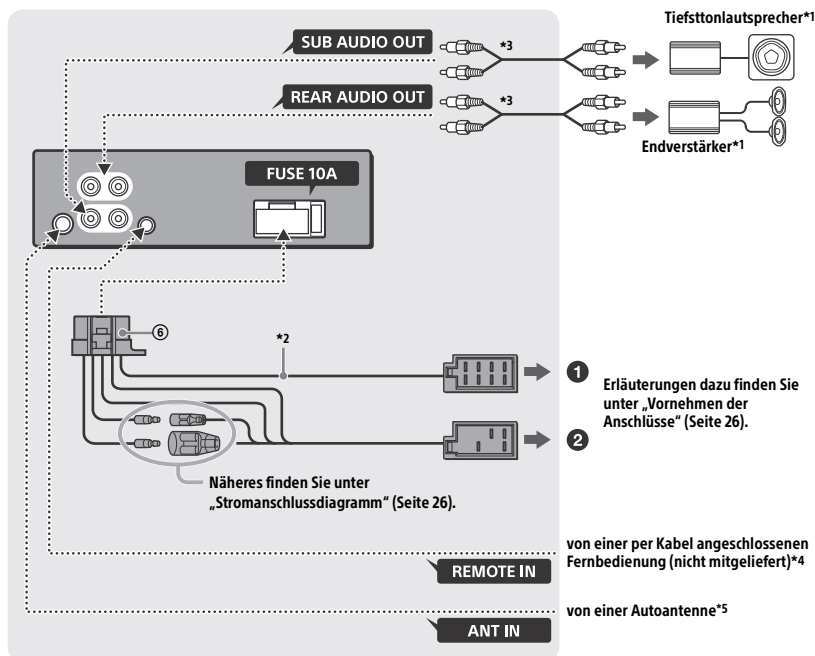 Tiefsttonlautsprecher*1
SUB AUDIO OUT
*3
REAR AUDIO OUT
*3
Endverstärker*1
FUSE 10A
⑥
*2
❶
Erläuterungen dazu finden Sie
unter „Vornehmen der
Anschlüsse“ (Seite 26).
❷
Näheres finden Sie unter
„Stromanschlussdiagramm“ (Seite 26).
von einer per Kabel angeschlossenen
Fernbedienung (nicht mitgeliefert)*4
REMOTE IN
von einer Autoantenne*5
ANT IN